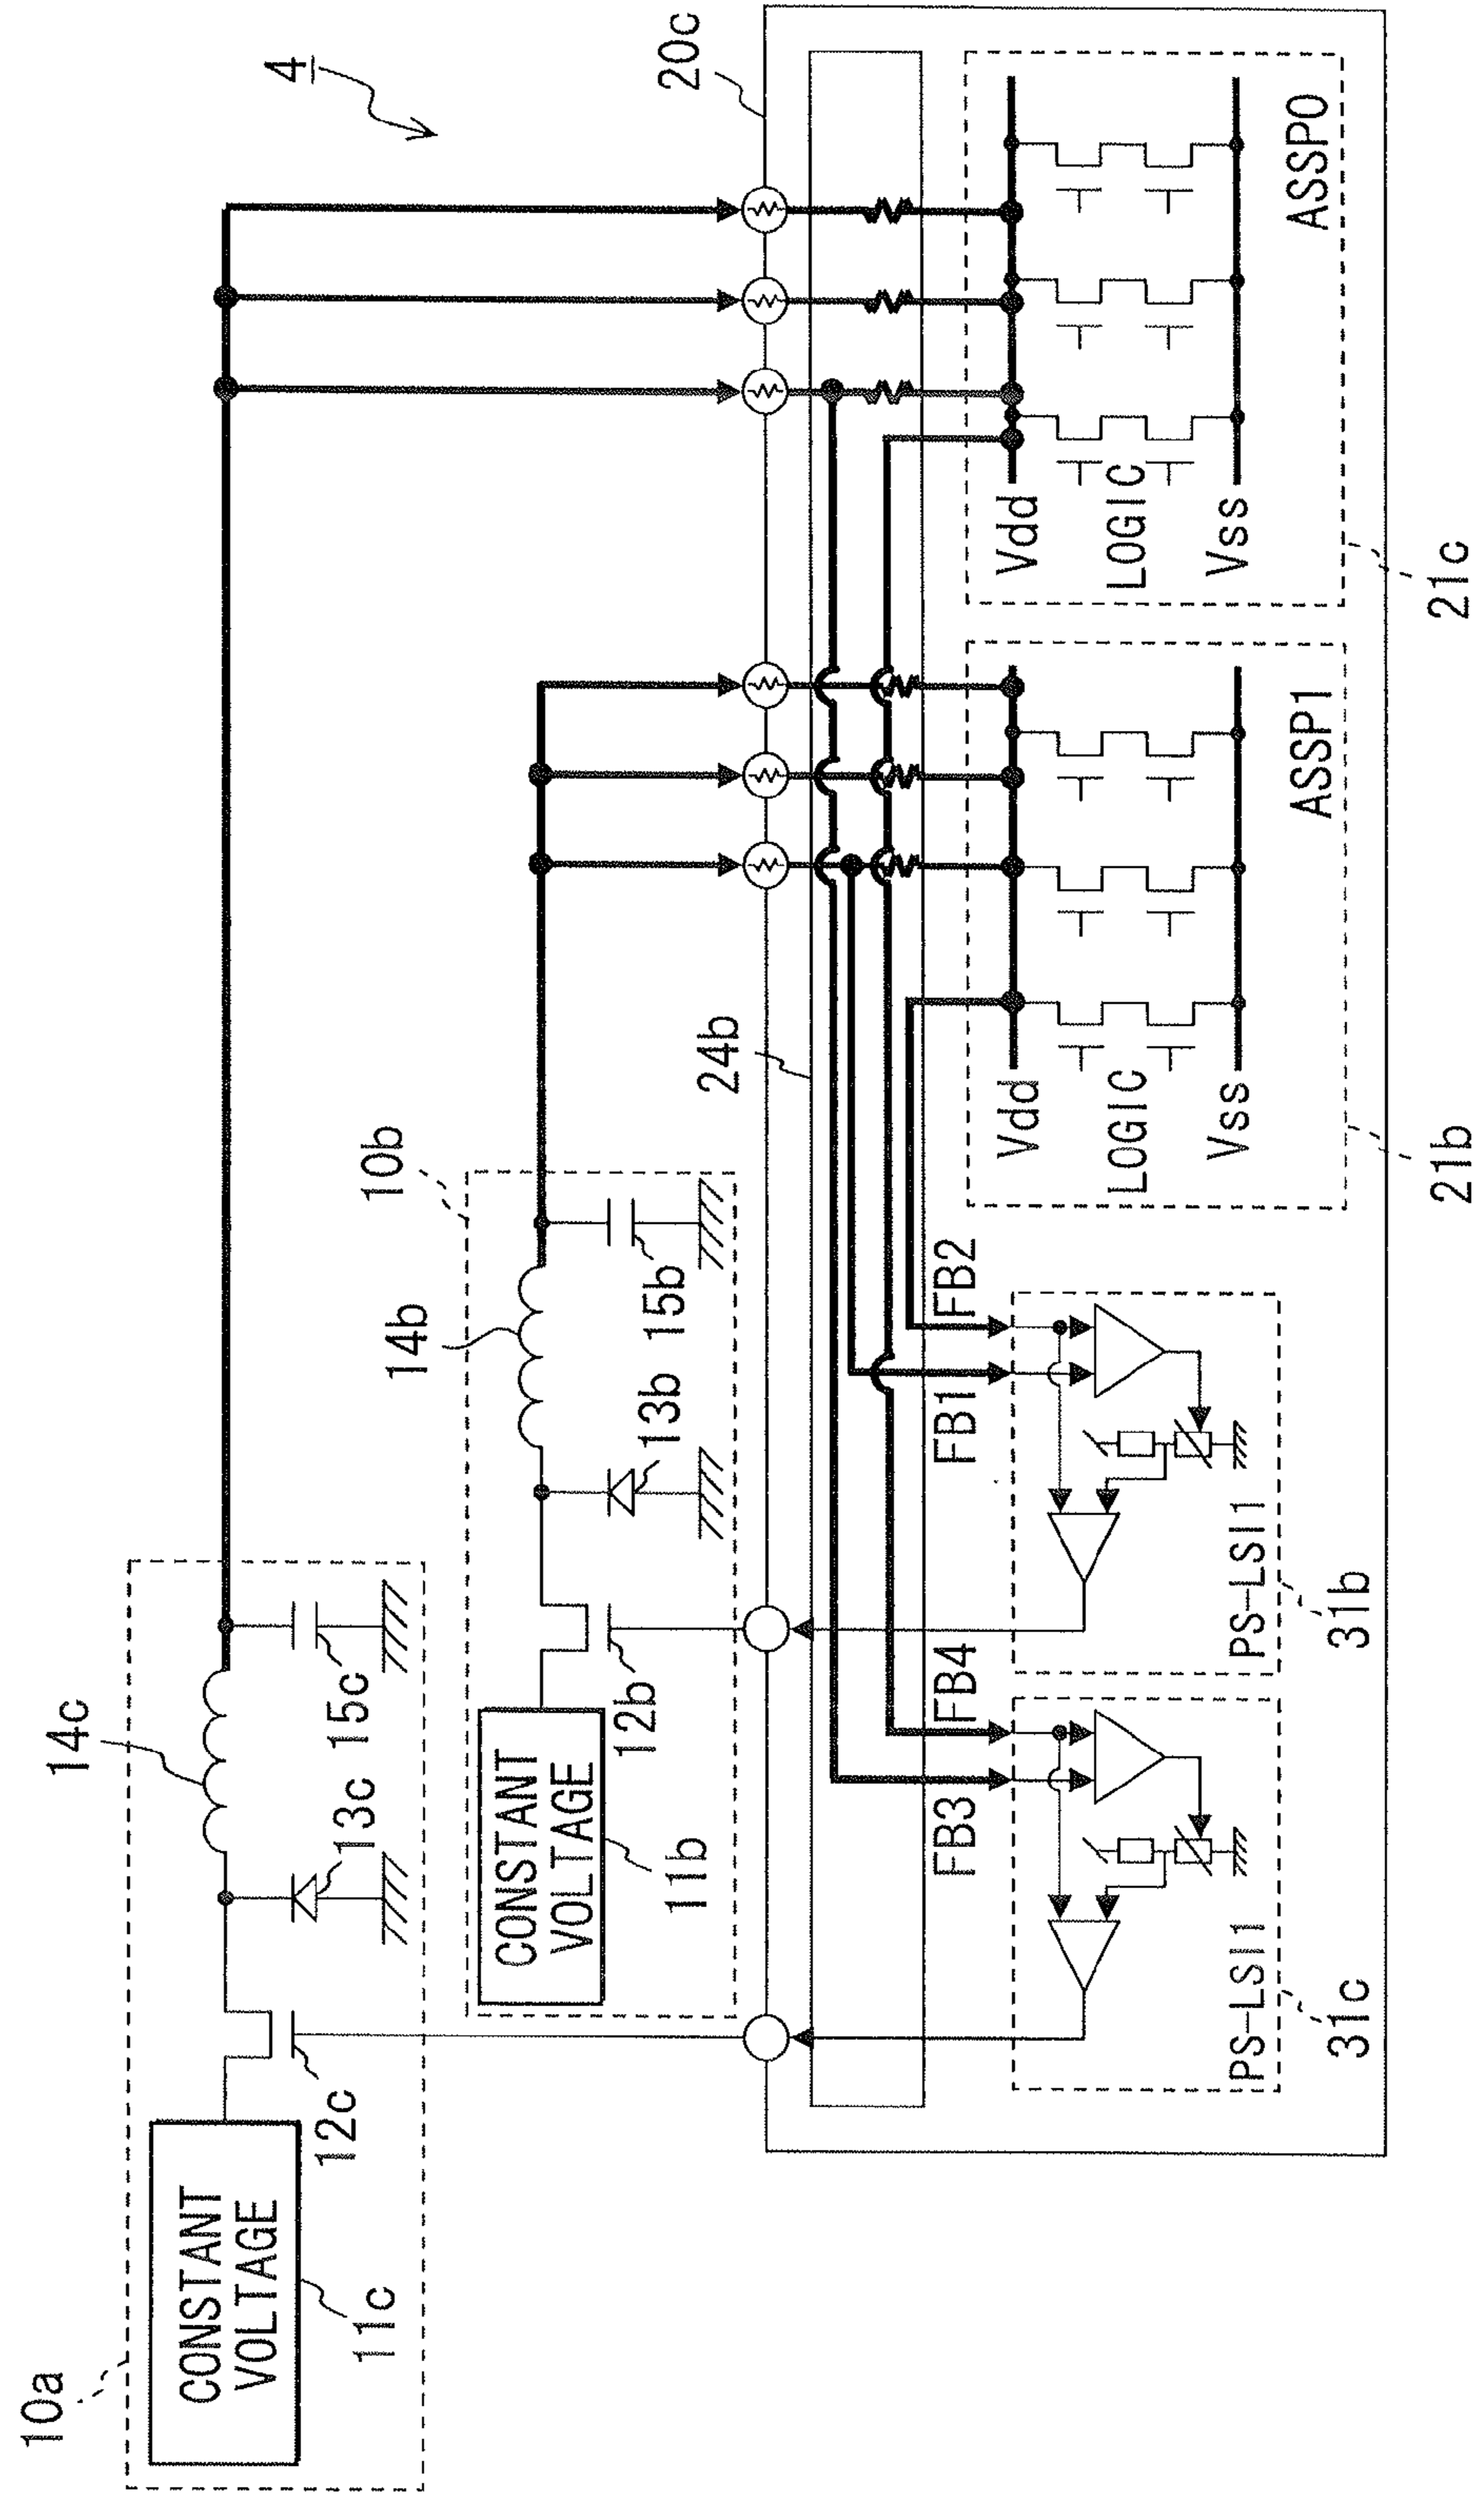 4
10a
CONSTANT
VOLTAGE
11c
12c
13c
14c
15c
10b
CONSTANT
VOLTAGE
11b
12b
13b
14b
15b
20c
24b
FB3
FB4
FB1
FB2
PS-LSI1
31c
PS-LSI1
31b
Vdd
LOGIC
Vss
ASSP1
21b
Vdd
LOGIC
Vss
ASSP0
21c